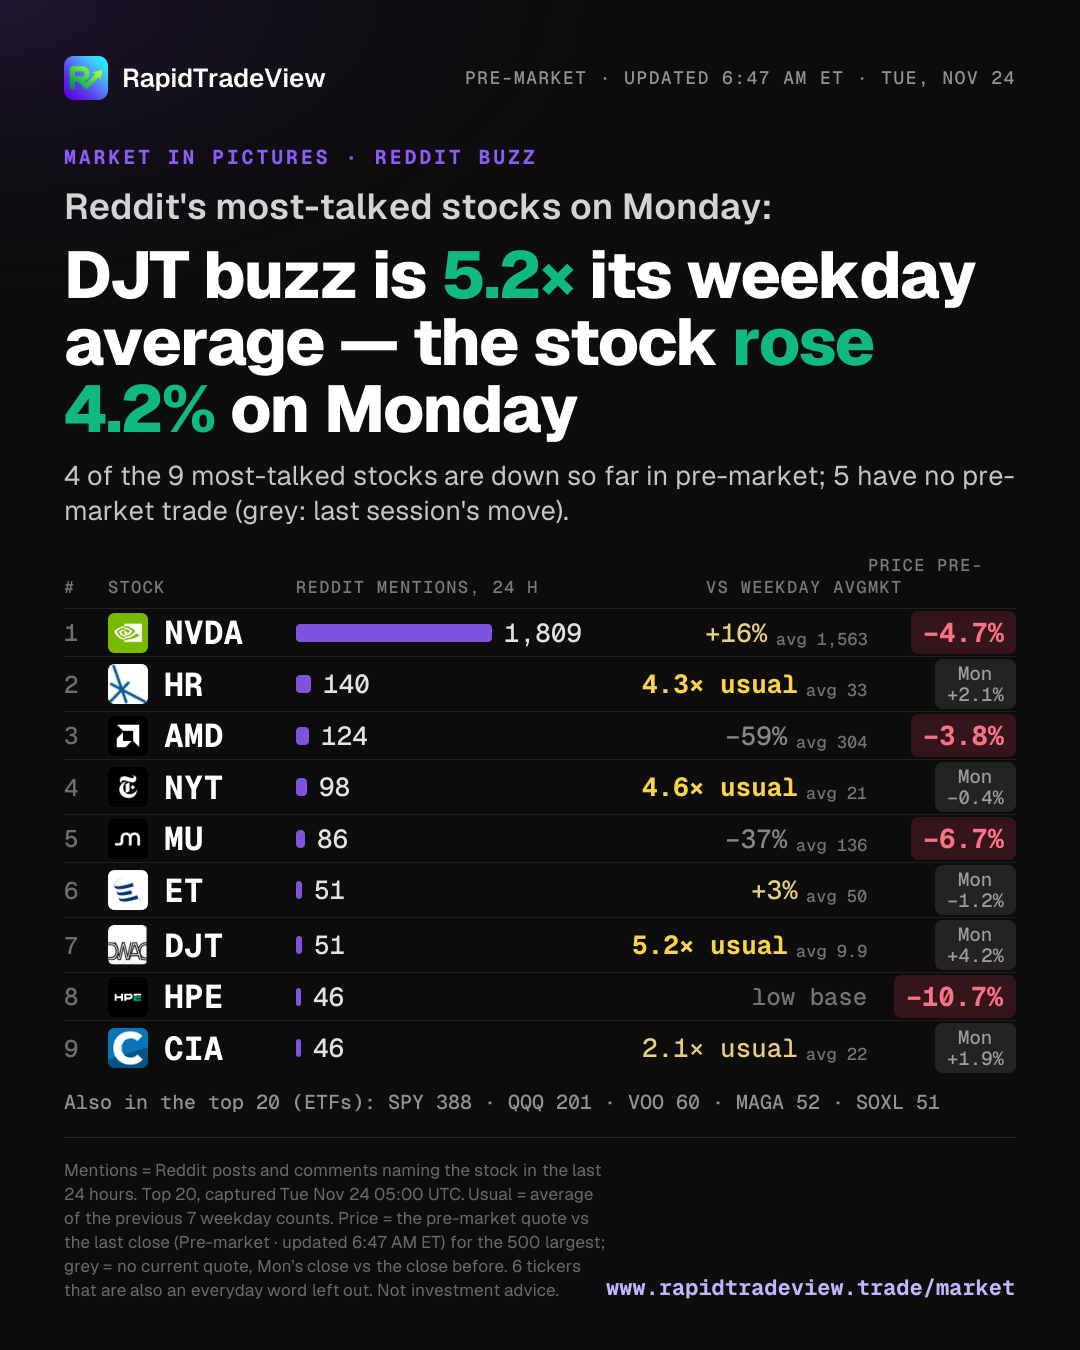 RapidTradeView
PRE-MARKET · UPDATED 6:47 AM ET · TUE, NOV 24
MARKET IN PICTURES · REDDIT BUZZ
Reddit's most-talked stocks on Monday:
DJT buzz is 5.2× its weekday
average — the stock rose
4.2% on Monday
4 of the 9 most-talked stocks are down so far in pre-market; 5 have no pre-
market trade (grey: last session's move).
# STOCK REDDIT MENTIONS, 24 H VS WEEKDAY AVG PRICE PRE-
MKT
1 NVDA 1,809 +16% avg 1,563 −4.7%
2 HR 140 4.3× usual avg 33 Mon
+2.1%
3 AMD 124 −59% avg 304 −3.8%
4 NYT 98 4.6× usual avg 21 Mon
−0.4%
5 MU 86 −37% avg 136 −6.7%
6 ET 51 +3% avg 50 Mon
−1.2%
7 DWAC DJT 51 5.2× usual avg 9.9 Mon
+4.2%
8 HPE HPE 46 low base −10.7%
9 CIA 46 2.1× usual avg 22 Mon
+1.9%
Also in the top 20 (ETFs): SPY 388 · QQQ 201 · VOO 60 · MAGA 52 · SOXL 51
Mentions = Reddit posts and comments naming the stock in the last
24 hours. Top 20, captured Tue Nov 24 05:00 UTC. Usual = average
of the previous 7 weekday counts. Price = the pre-market quote vs
the last close (Pre-market · updated 6:47 AM ET) for the 500 largest;
grey = no current quote, Mon's close vs the close before. 6 tickers
that are also an everyday word left out. Not investment advice.
www.rapidtradeview.trade/market